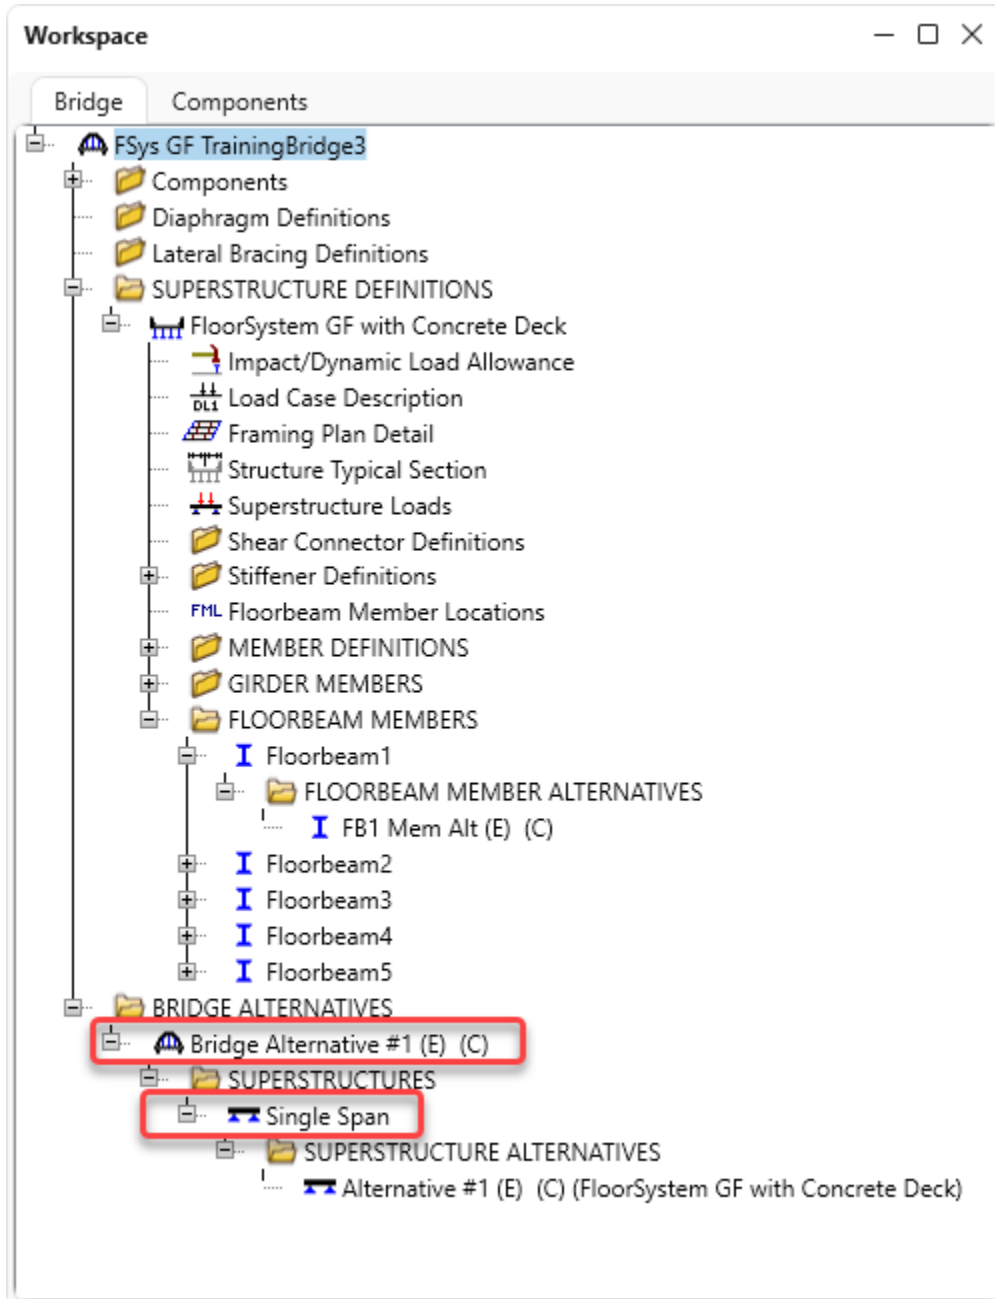 Workspace
Bridge Components
FSys GF TrainingBridge3
Components
Diaphragm Definitions
Lateral Bracing Definitions
SUPERSTRUCTURE DEFINITIONS
FloorSystem GF with Concrete Deck
Impact/Dynamic Load Allowance
DL1 Load Case Description
Framing Plan Detail
Structure Typical Section
Superstructure Loads
Shear Connector Definitions
Stiffener Definitions
FML Floorbeam Member Locations
MEMBER DEFINITIONS
GIRDER MEMBERS
FLOORBEAM MEMBERS
Floorbeam1
FLOORBEAM MEMBER ALTERNATIVES
FB1 Mem Alt (E) (C)
Floorbeam2
Floorbeam3
Floorbeam4
Floorbeam5
BRIDGE ALTERNATIVES
Bridge Alternative #1 (E) (C)
SUPERSTRUCTURES
Single Span
SUPERSTRUCTURE ALTERNATIVES
Alternative #1 (E) (C) (FloorSystem GF with Concrete Deck)